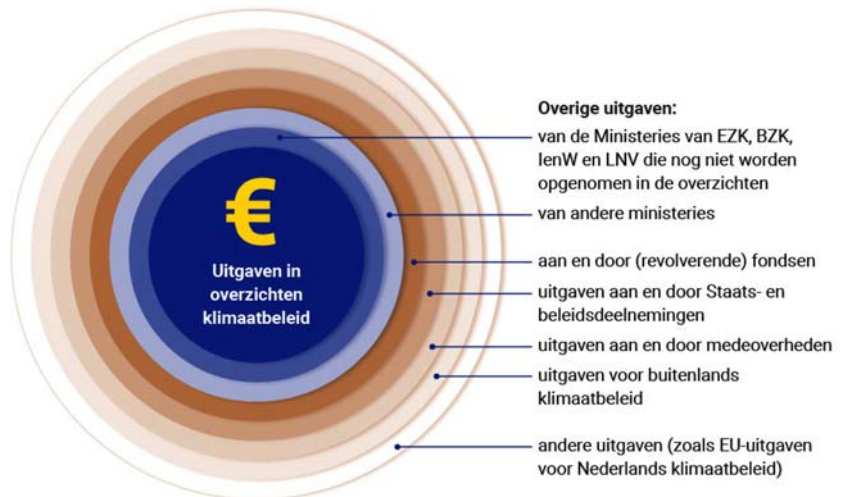 €
Uitgaven in
overzichten
klimaatbeleid
Overige uitgaven:
van de Ministeries van EZK, BZK,
IenW en LNV die nog niet worden
opgenomen in de overzichten
van andere ministeries
aan en door (revolverende) fondsen
uitgaven aan en door Staats- en
beleidsdeelnemingen
uitgaven aan en door medeoverheden
uitgaven voor buitenlands
klimaatbeleid
andere uitgaven (zoals EU-uitgaven
voor Nederlands klimaatbeleid)